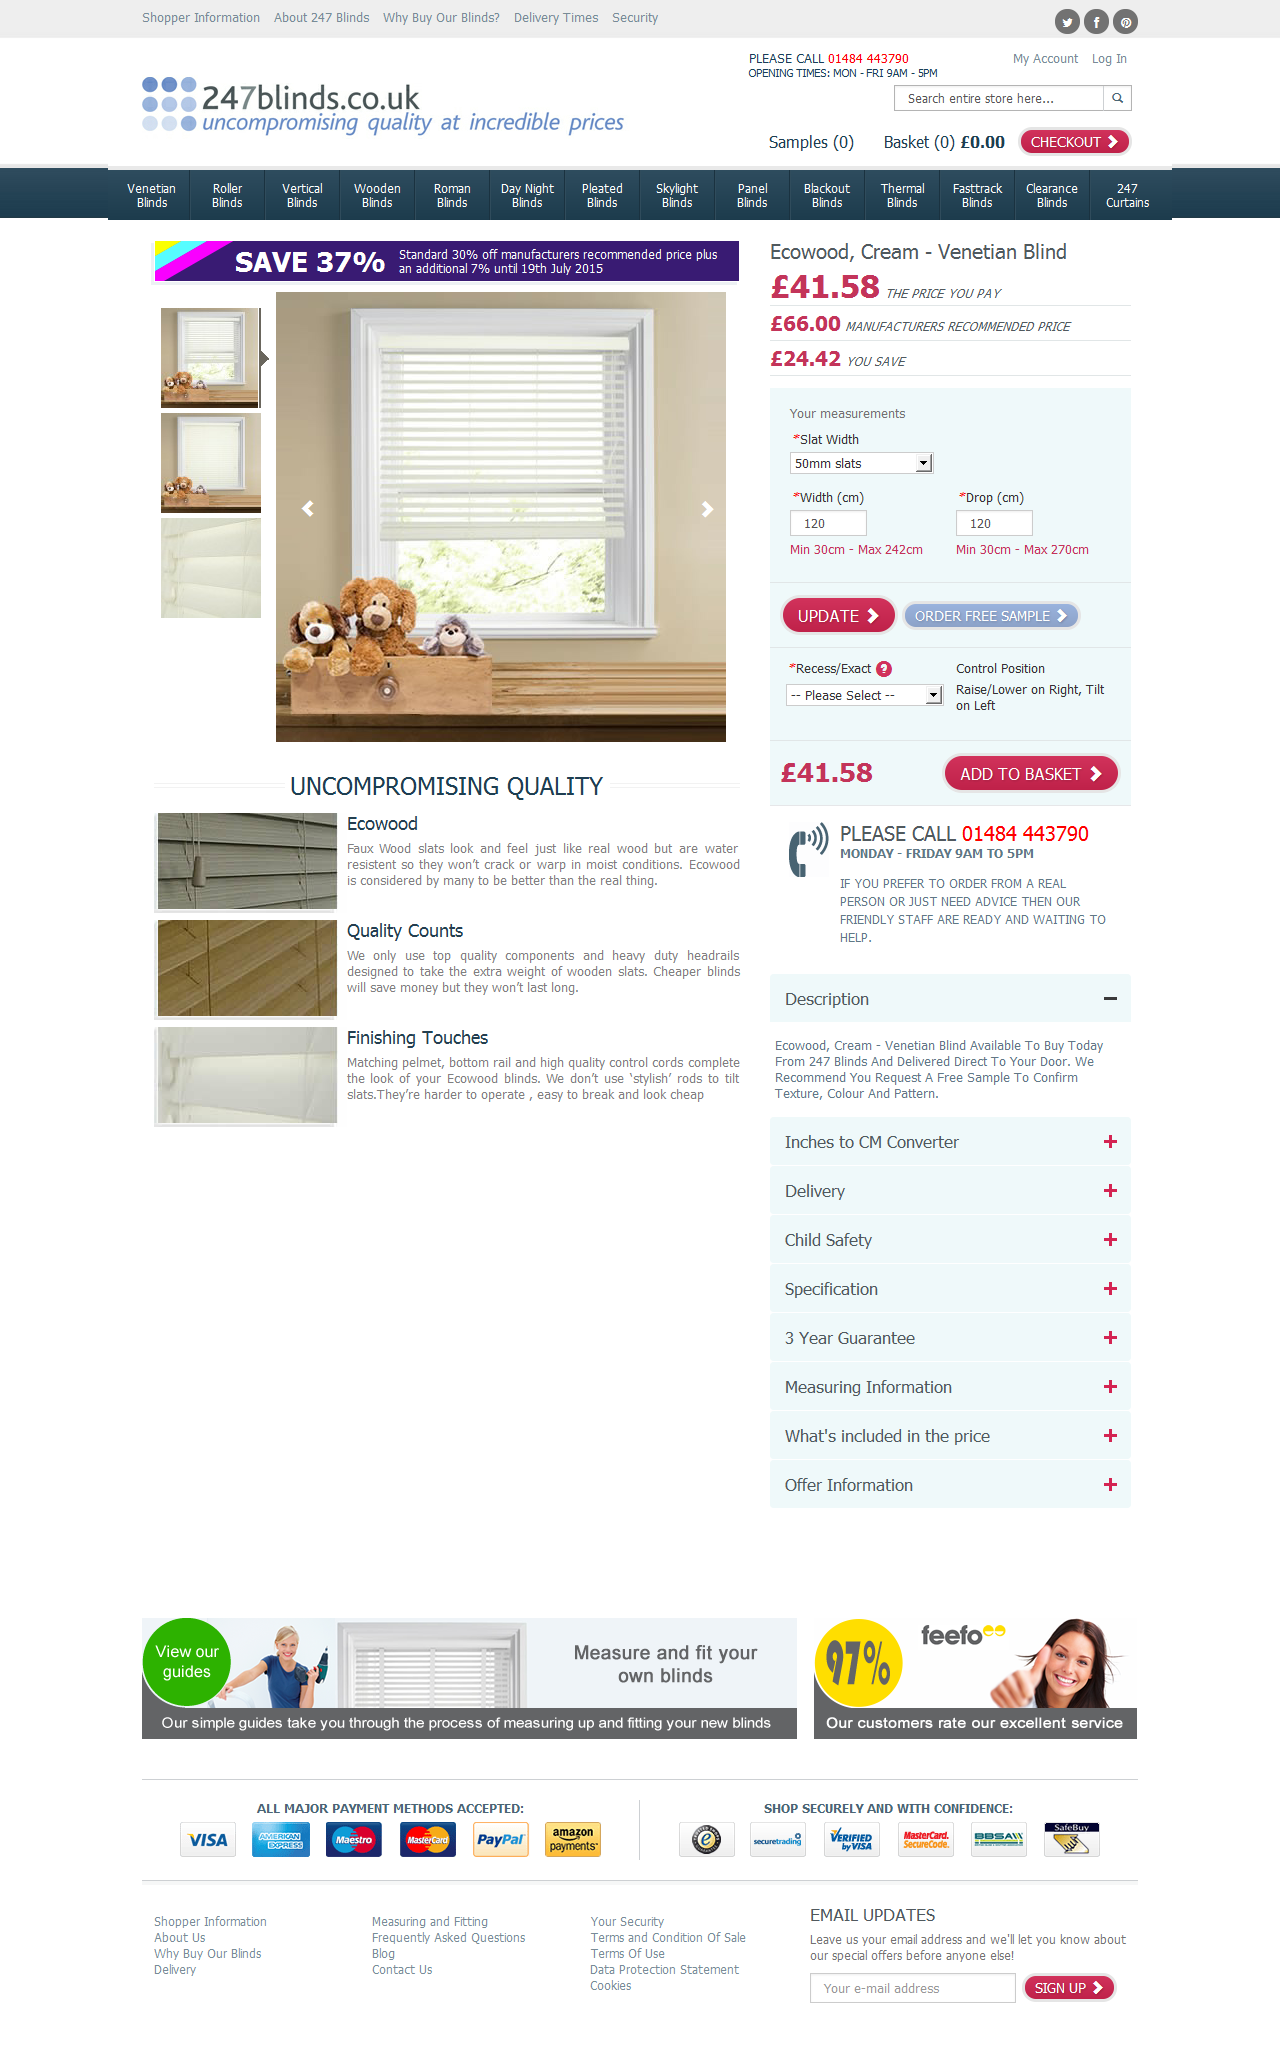 Shopper Information About 247 Blinds Why Buy Our Blinds? Delivery Times Security
PLEASE CALL 01484 443790
OPENING TIMES: MON - FRI 9AM - 5PM
My Account Log In
247blinds.co.uk
uncompromising quality at incredible prices
Search entire store here...
Samples (0) Basket (0) £0.00 CHECKOUT
Venetian Blinds
Roller Blinds
Vertical Blinds
Wooden Blinds
Roman Blinds
Day Night Blinds
Pleated Blinds
Skylight Blinds
Panel Blinds
Blackout Blinds
Thermal Blinds
Fasttrack Blinds
Clearance Blinds
247 Curtains
SAVE 37%
Standard 30% off manufacturers recommended price plus
an additional 7% until 19th July 2015
Ecowood, Cream - Venetian Blind
£41.58 THE PRICE YOU PAY
£66.00 MANUFACTURERS RECOMMENDED PRICE
£24.42 YOU SAVE
Your measurements
*Slat Width
50mm slats
*Width (cm) *Drop (cm)
120 120
Min 30cm - Max 242cm Min 30cm - Max 270cm
UPDATE ORDER FREE SAMPLE
*Recess/Exact ? Control Position
-- Please Select -- Raise/Lower on Right, Tilt
on Left
£41.58 ADD TO BASKET
UNCOMPROMISING QUALITY
Ecowood
Faux Wood slats look and feel just like real wood but are water
resistent so they won't crack or warp in moist conditions. Ecowood
is considered by many to be better than the real thing.
Quality Counts
We only use top quality components and heavy duty headrails
designed to take the extra weight of wooden slats. Cheaper blinds
will save money but they won't last long.
Finishing Touches
Matching pelmet, bottom rail and high quality control cords complete
the look of your Ecowood blinds. We don't use ‘stylish’ rods to tilt
slats.They're harder to operate , easy to break and look cheap
PLEASE CALL 01484 443790
MONDAY - FRIDAY 9AM TO 5PM
IF YOU PREFER TO ORDER FROM A REAL
PERSON OR JUST NEED ADVICE THEN OUR
FRIENDLY STAFF ARE READY AND WAITING TO
HELP.
Description
Ecowood, Cream - Venetian Blind Available To Buy Today
From 247 Blinds And Delivered Direct To Your Door. We
Recommend You Request A Free Sample To Confirm
Texture, Colour And Pattern.
Inches to CM Converter
Delivery
Child Safety
Specification
3 Year Guarantee
Measuring Information
What's included in the price
Offer Information
View our
guides
Measure and fit your
own blinds
Our simple guides take you through the process of measuring up and fitting your new blinds
97%
feefo
Our customers rate our excellent service
ALL MAJOR PAYMENT METHODS ACCEPTED:
VISA
AMERICAN EXPRESS
Maestro
MasterCard
PayPal
amazon payments
SHOP SECURELY AND WITH CONFIDENCE:
securetrading
VERIFIED by VISA
MasterCard. SecureCode.
BBSA
SafeBuy
Shopper Information
About Us
Why Buy Our Blinds
Delivery
Measuring and Fitting
Frequently Asked Questions
Blog
Contact Us
Your Security
Terms and Condition Of Sale
Terms Of Use
Data Protection Statement
Cookies
EMAIL UPDATES
Leave us your email address and we'll let you know about
our special offers before anyone else!
Your e-mail address
SIGN UP